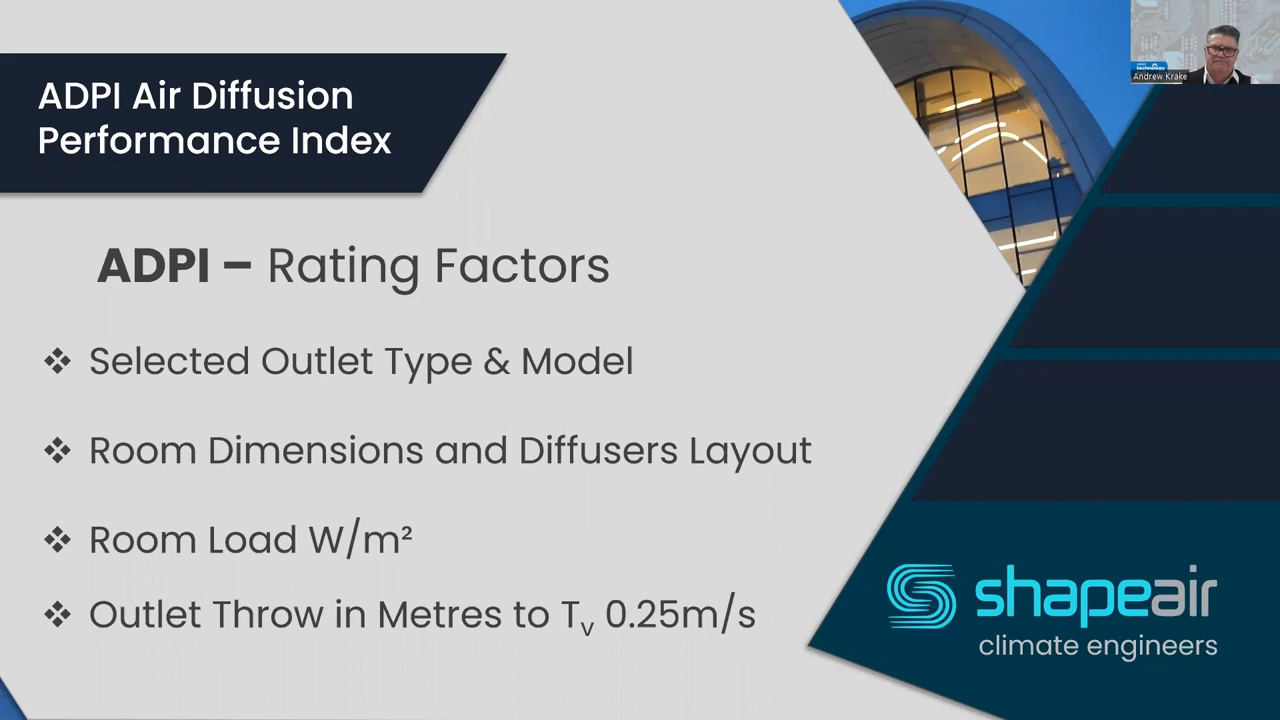 ADPI Air Diffusion
Performance Index
ADPI – Rating Factors
❖ Selected Outlet Type & Model
❖ Room Dimensions and Diffusers Layout
❖ Room Load W/m²
❖ Outlet Throw in Metres to Tv 0.25m/s
shapeair
climate engineers
technology
Andrew Krake